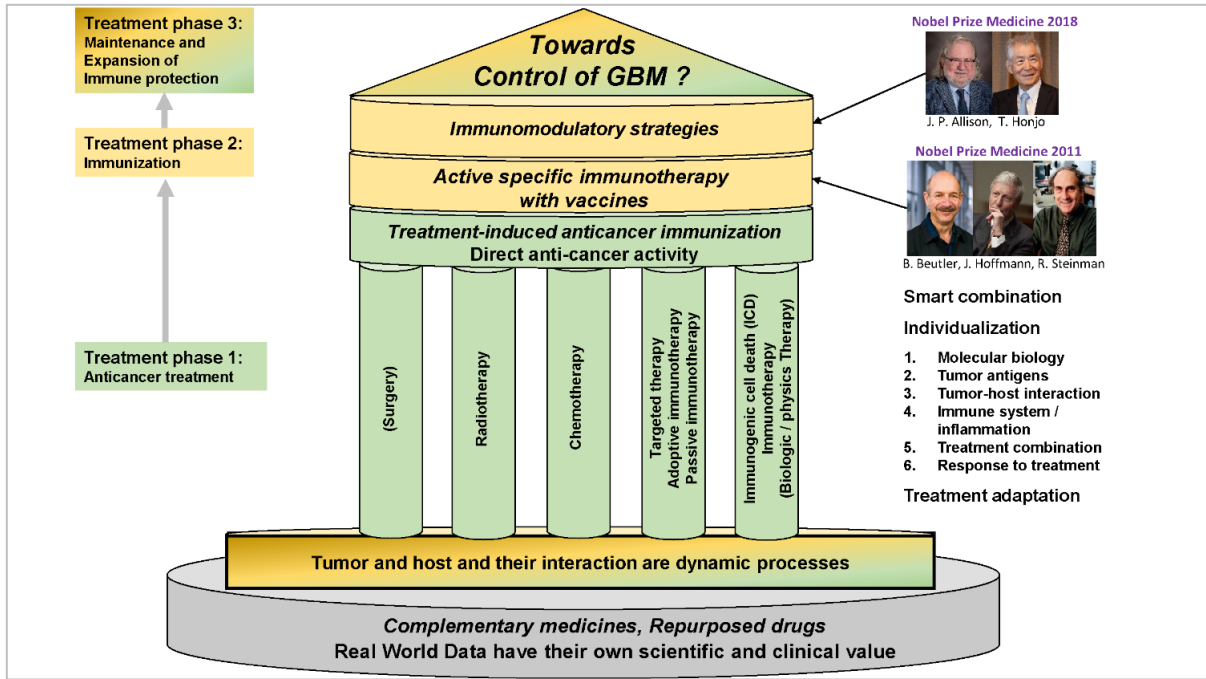 Treatment phase 3:
Maintenance and
Expansion of
Immune protection
Treatment phase 2:
Immunization
Treatment phase 1:
Anticancer treatment
Towards
Control of GBM ?
Immunomodulatory strategies
Active specific immunotherapy
with vaccines
Treatment-induced anticancer immunization
Direct anti-cancer activity
(Surgery)
Radiotherapy
Chemotherapy
Targeted therapy
Adoptive immunotherapy
Passive immunotherapy
Immunogenic cell death (ICD)
Immunotherapy
(Biologic / physics Therapy)
Tumor and host and their interaction are dynamic processes
Complementary medicines, Repurposed drugs
Real World Data have their own scientific and clinical value
Nobel Prize Medicine 2018
J. P. Allison, T. Honjo
Nobel Prize Medicine 2011
B. Beutler, J. Hoffmann, R. Steinman
Smart combination
Individualization
1. Molecular biology
2. Tumor antigens
3. Tumor-host interaction
4. Immune system /
inflammation
5. Treatment combination
6. Response to treatment
Treatment adaptation